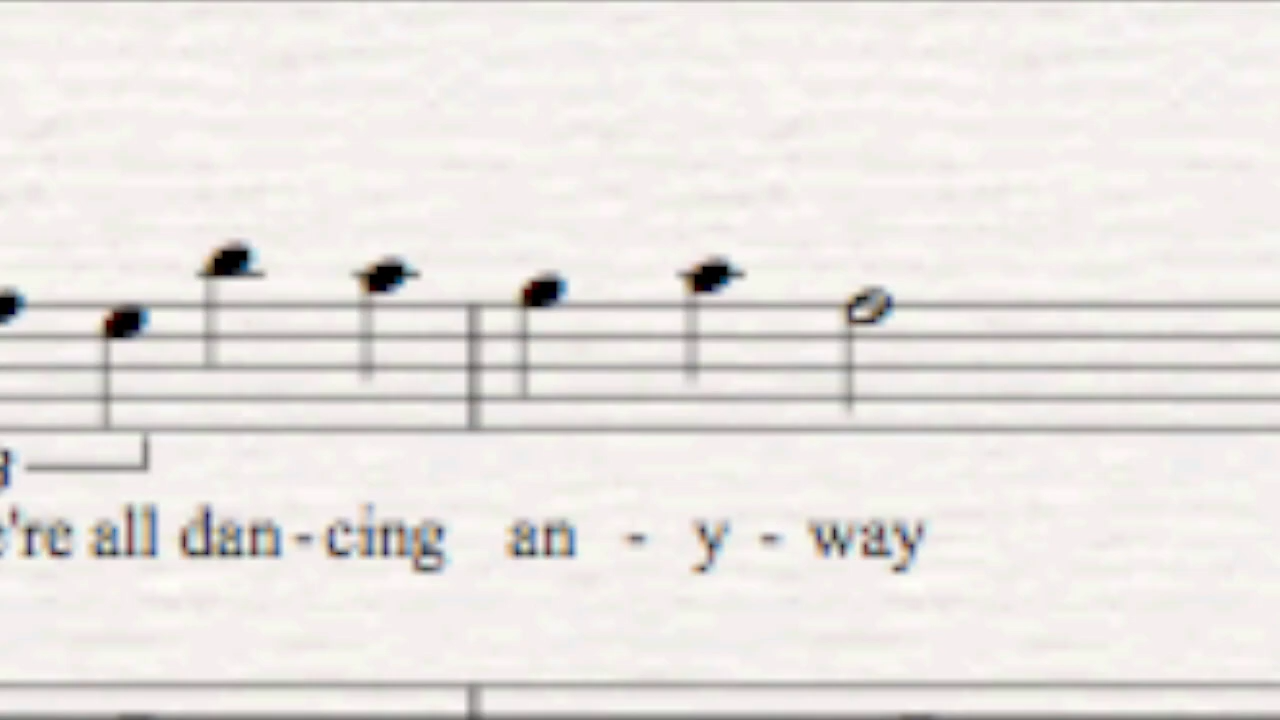 're all dan-cing an - y - way